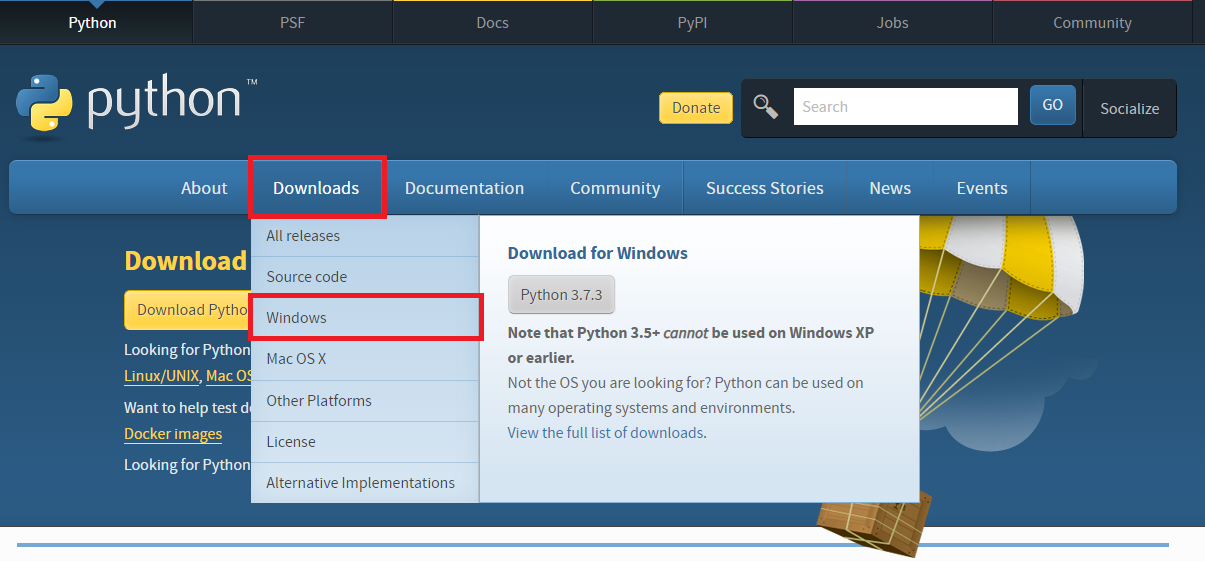 Python
PSF
Docs
PyPI
Jobs
Community
python™
Donate
Search
GO
Socialize
About
Downloads
Documentation
Community
Success Stories
News
Events
All releases
Source code
Windows
Mac OS X
Other Platforms
License
Alternative Implementations
Download for Windows
Python 3.7.3
Note that Python 3.5+ cannot be used on Windows XP
or earlier.
Not the OS you are looking for? Python can be used on
many operating systems and environments.
View the full list of downloads.
Download
Download Pytho
Looking for Python
Linux/UNIX, Mac OS
Want to help test d
Docker images
Looking for Python